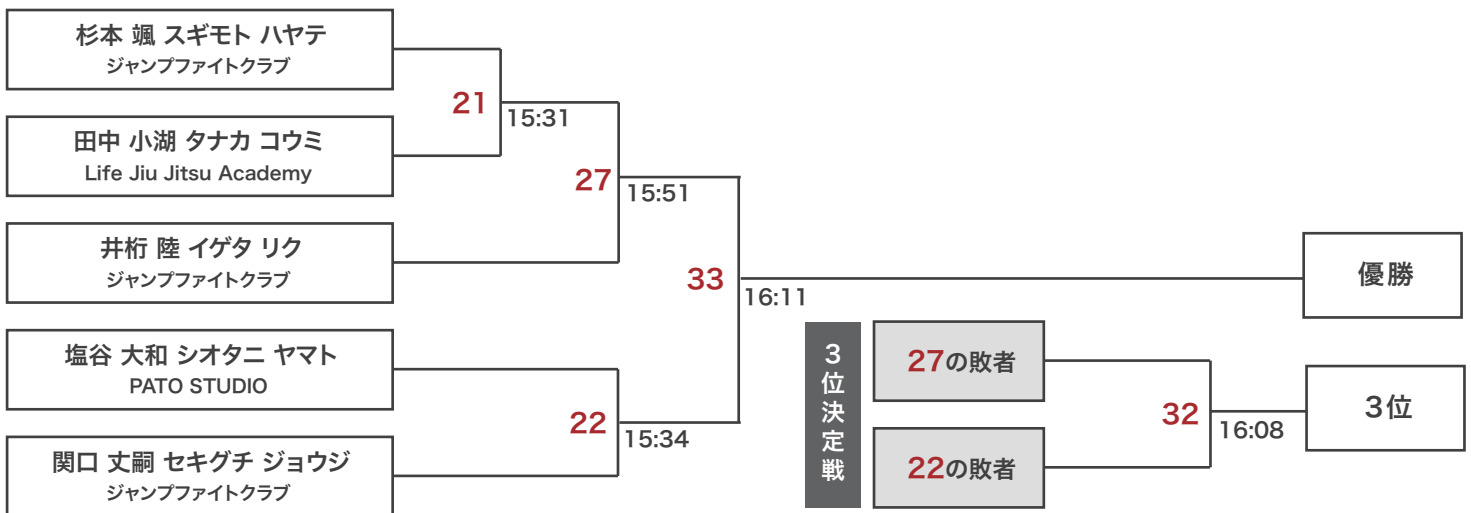 杉本 颯 スギモト ハヤテ
ジャンプファイトクラブ
21
15:31
田中 小湖 タナカ コウミ
Life Jiu Jitsu Academy
27
15:51
井桁 陸 イゲタ リク
ジャンプファイトクラブ
33
16:11
優勝
塩谷 大和 シオタニ ヤマト
PATO STUDIO
22
15:34
関口 丈嗣 セキグチ ジョウジ
ジャンプファイトクラブ
3位決定戦
27の敗者
32
16:08
3位
22の敗者